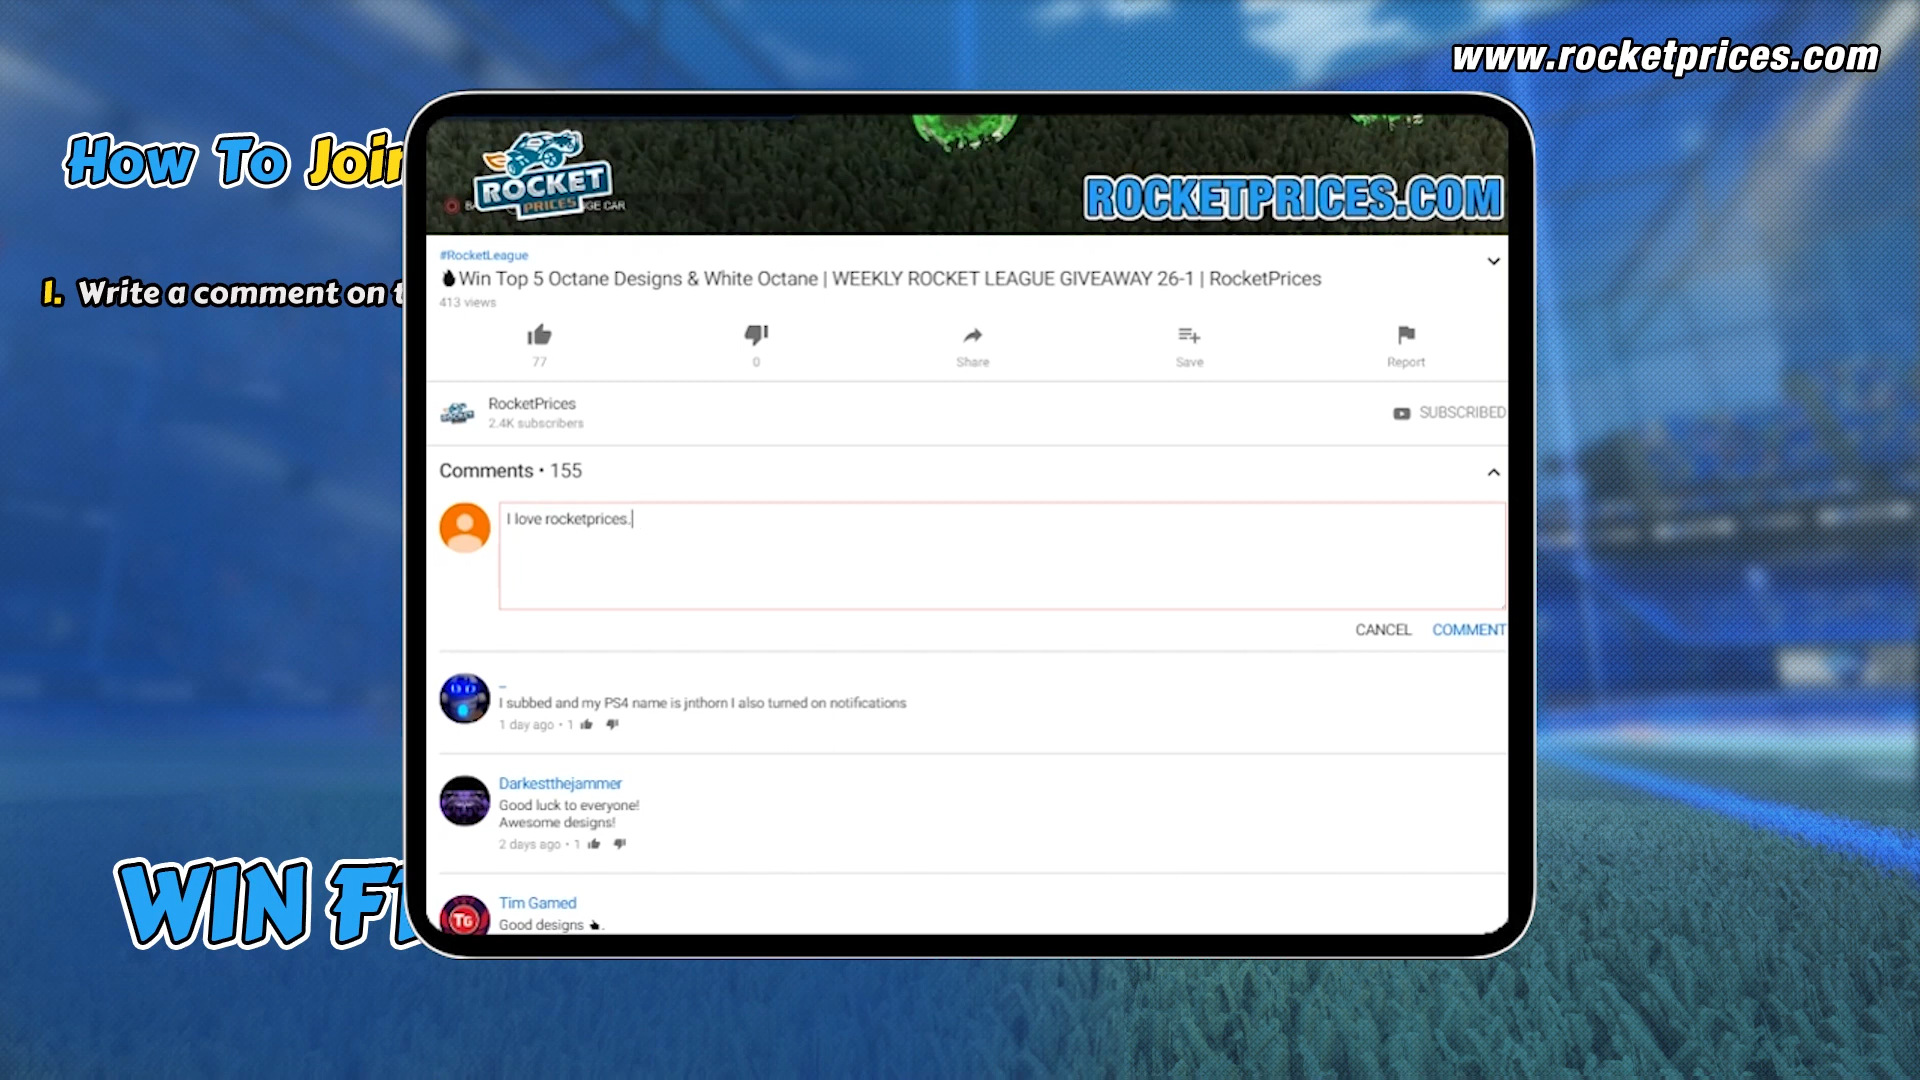 www.rocketprices.com
How To Join
1. Write a comment on t
ROCKET
PRICES
GE CAR
ROCKETPRICES.COM
#RocketLeague
Win Top 5 Octane Designs & White Octane | WEEKLY ROCKET LEAGUE GIVEAWAY 26-1 | RocketPrices
413 views
77
0
Share
Save
Report
RocketPrices
2.4K subscribers
SUBSCRIBED
Comments • 155
I love rocketprices.
CANCEL COMMENT
_
I subbed and my PS4 name is jnthorn I also turned on notifications
1 day ago • 1
Darkestthejammer
Good luck to everyone!
Awesome designs!
2 days ago • 1
TG
Tim Gamed
Good designs .
WIN